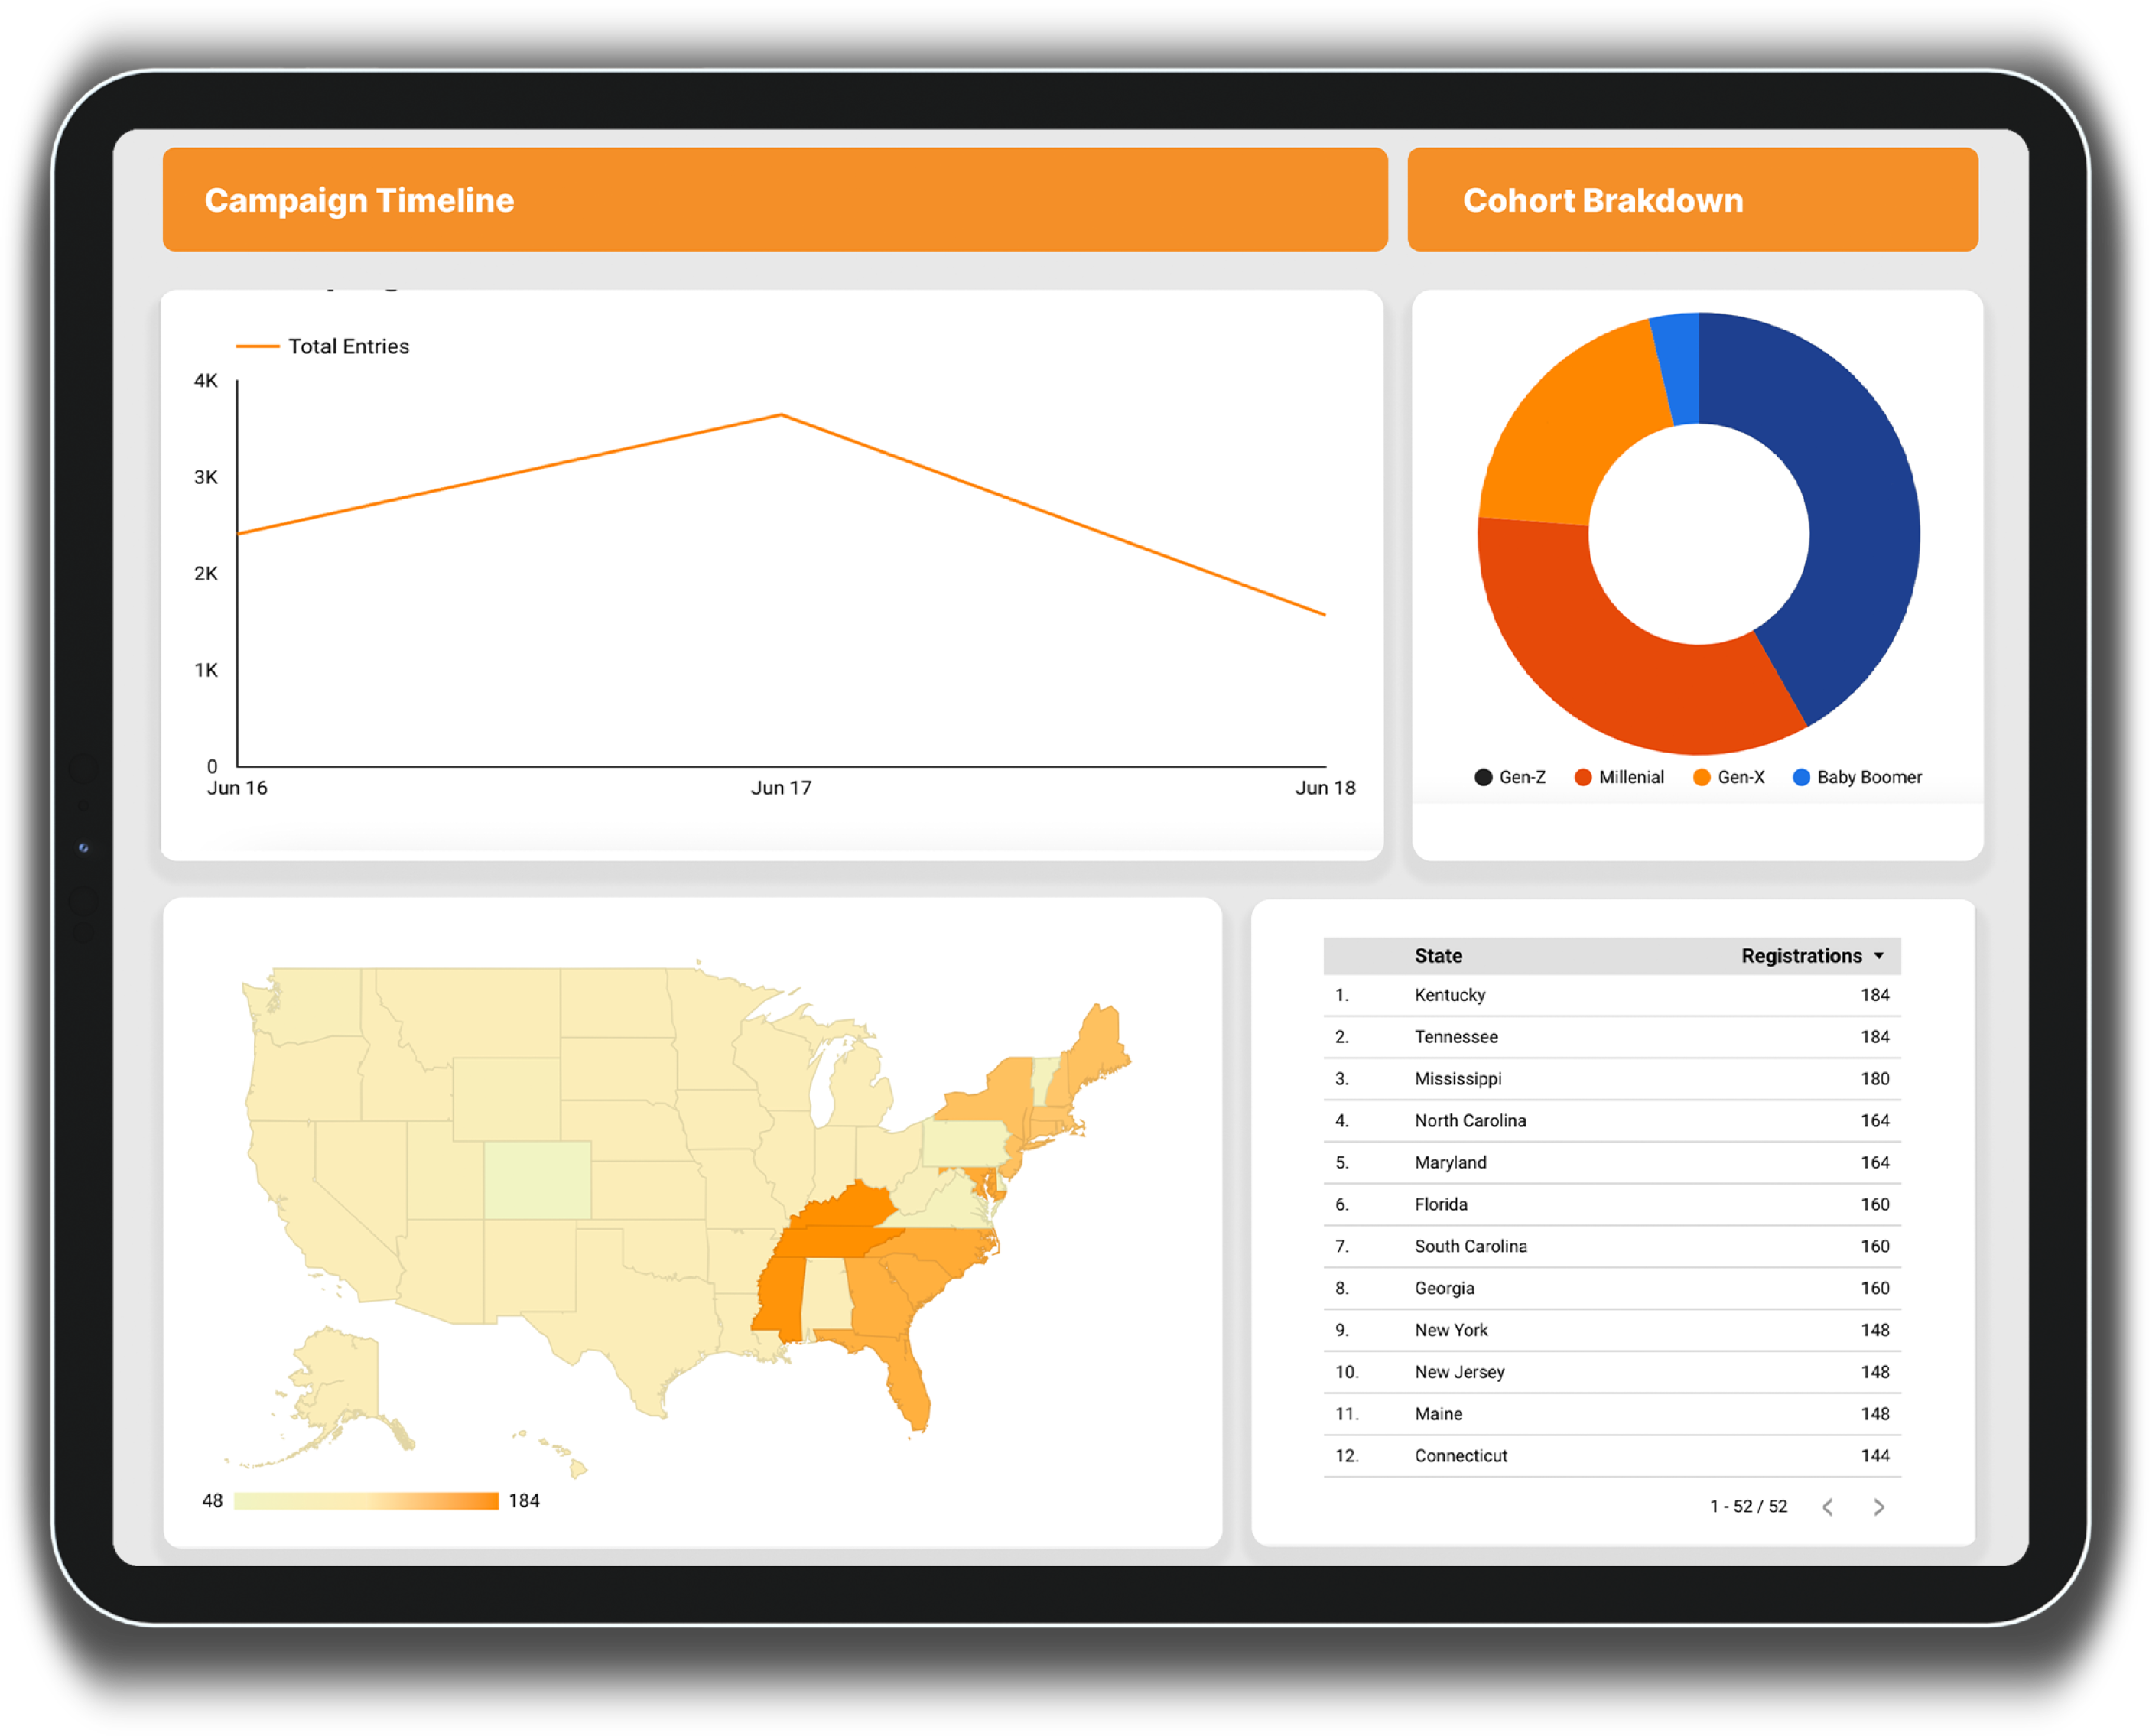 Campaign Timeline
Cohort Brakdown
Total Entries
4K
3K
2K
1K
0
Jun 16 Jun 17 Jun 18
Gen-Z Millenial Gen-X Baby Boomer
48 184
State Registrations
1. Kentucky 184
2. Tennessee 184
3. Mississippi 180
4. North Carolina 164
5. Maryland 164
6. Florida 160
7. South Carolina 160
8. Georgia 160
9. New York 148
10. New Jersey 148
11. Maine 148
12. Connecticut 144
1 - 52 / 52